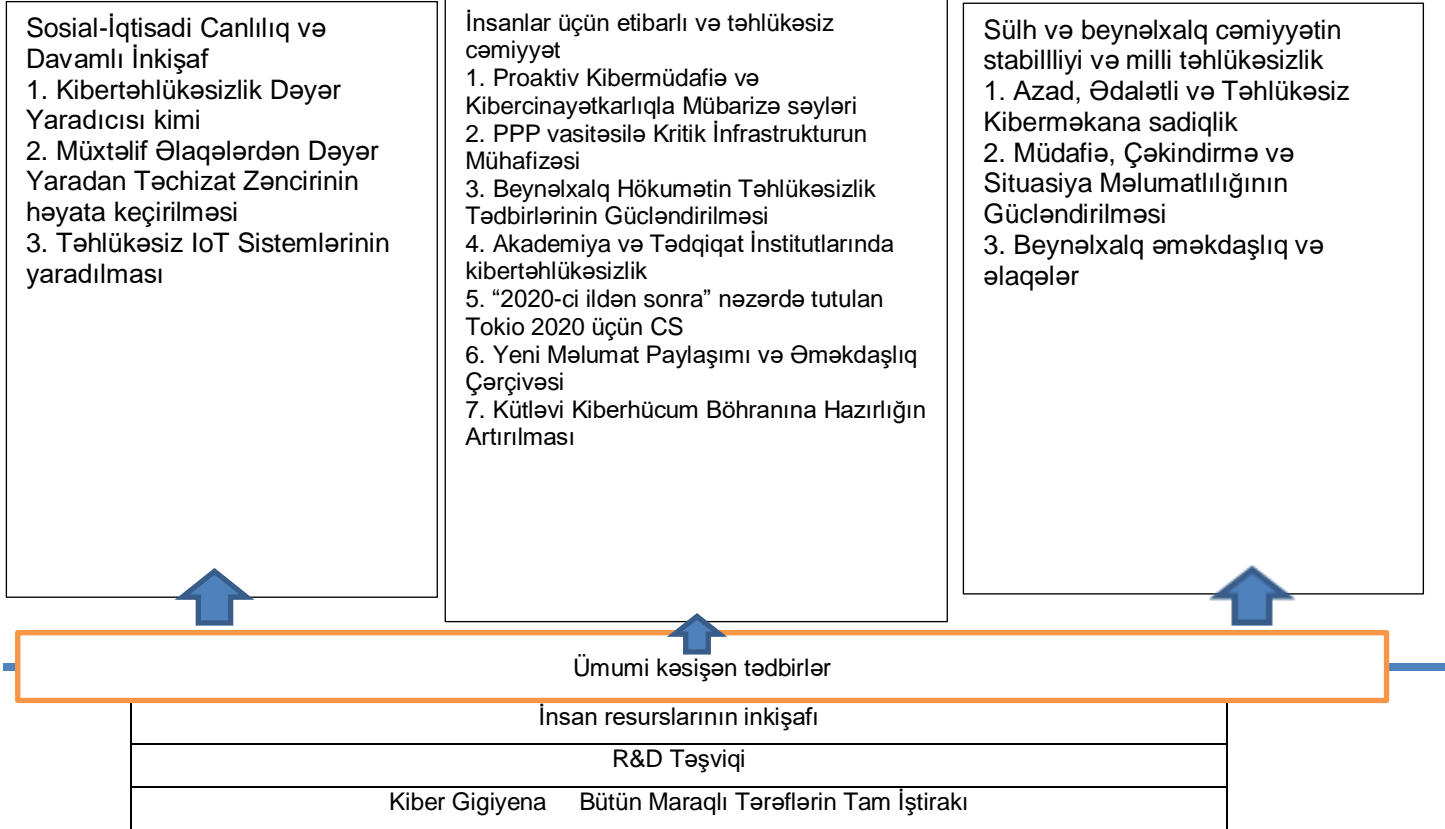 Sosial-İqtisadi Canlılıq və
Davamlı İnkişaf
1. Kibertəhlükəsizlik Dəyər
Yaradıcısı kimi
2. Müxtəlif Əlaqələrdən Dəyər
Yaradan Təchizat Zəncirinin
həyata keçirilməsi
3. Təhlükəsiz IoT Sistemlərinin
yaradılması
İnsanlar üçün etibarlı və təhlükəsiz
cəmiyyət
1. Proaktiv Kibermüdafiə və
Kibercinayətkarlıqla Mübarizə səyləri
2. PPP vasitəsilə Kritik İnfrastrukturun
Mühafizəsi
3. Beynəlxalq Hökumətin Təhlükəsizlik
Tədbirlərinin Gücləndirilməsi
4. Akademiya və Tədqiqat İnstitutlarında
kibertəhlükəsizlik
5. “2020-ci ildən sonra” nəzərdə tutulan
Tokio 2020 üçün CS
6. Yeni Məlumat Paylaşımı və Əməkdaşlıq
Çərçivəsi
7. Kütləvi Kiberhücum Böhranına Hazırlığın
Artırılması
Sülh və beynəlxalq cəmiyyətin
stabillliyi və milli təhlükəsizlik
1. Azad, Ədalətli və Təhlükəsiz
Kiberməkana sadiqlik
2. Müdafiə, Çəkindirmə və
Situasiya Məlumatlılığının
Gücləndirilməsi
3. Beynəlxalq əməkdaşlıq və
əlaqələr
Ümumi kəsişən tədbirlər
İnsan resurslarının inkişafı
R&D Təşviqi
Kiber Gigiyena Bütün Maraqlı Tərəflərin Tam İştirakı